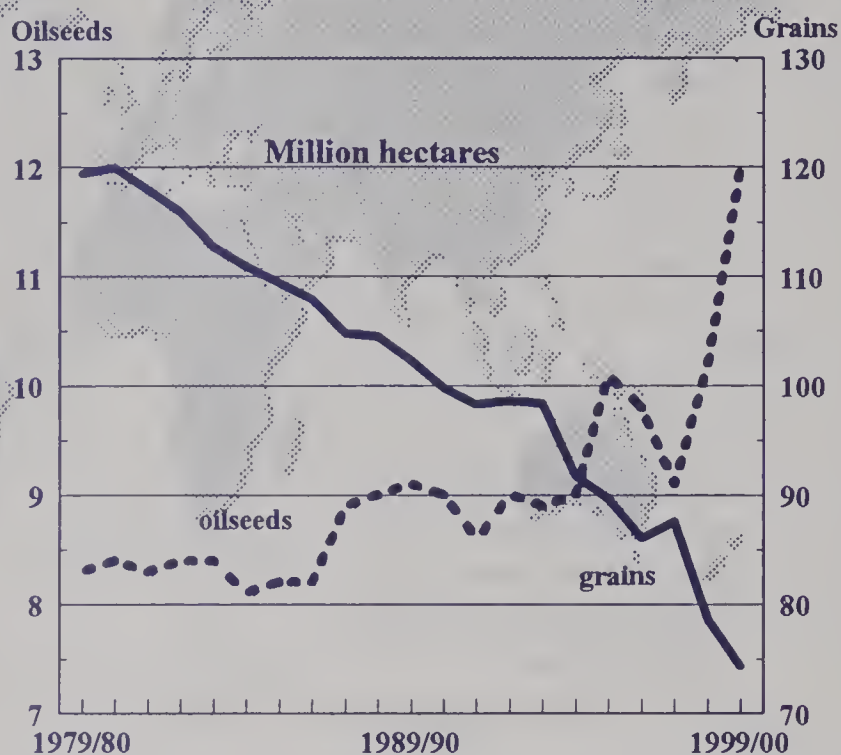 Oilseeds Grains
13 130
Million hectares
12 120
11 110
10 100
9 90
oilseeds
grains
8 80
7 70
1979/80 1989/90 1999/00